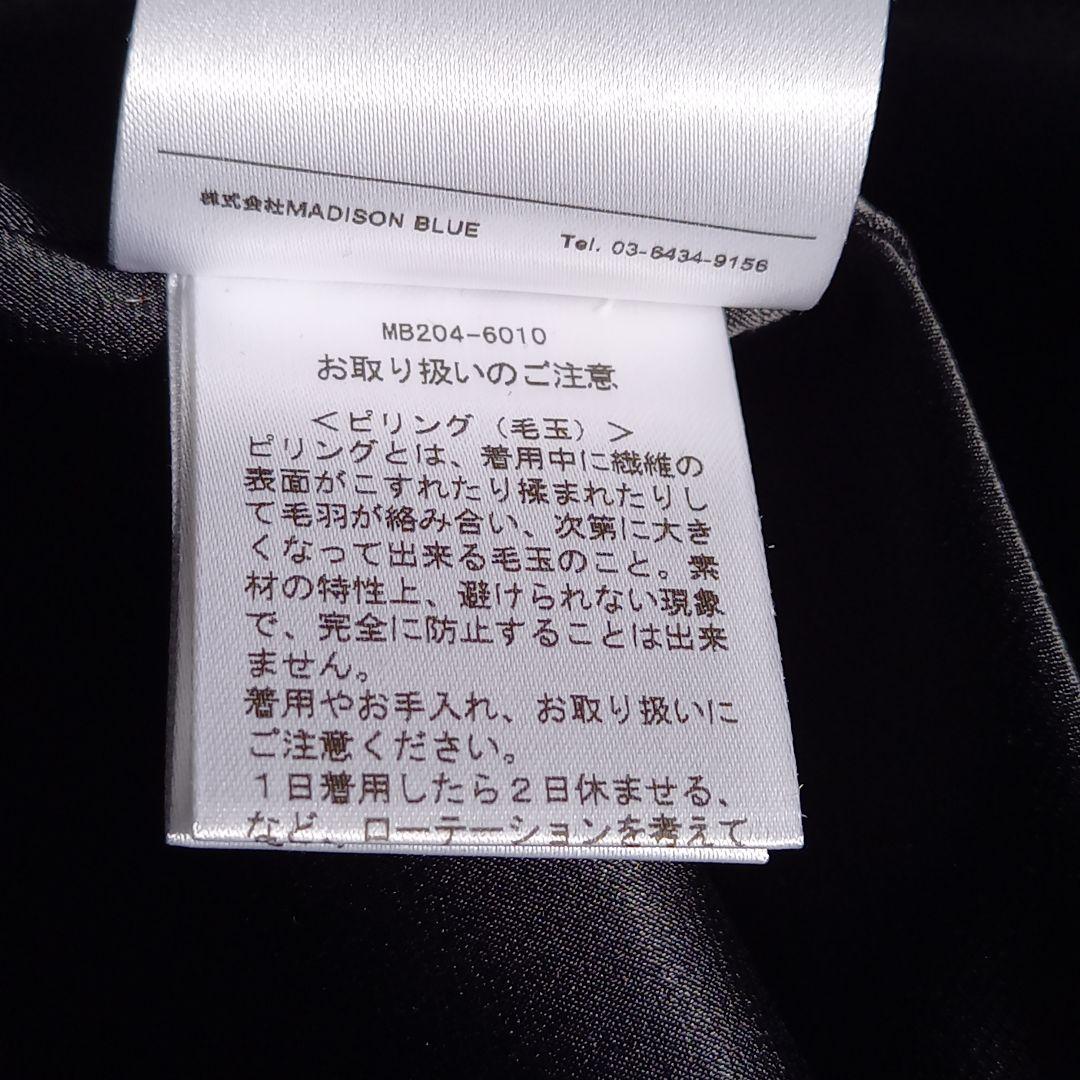 株式会社MADISON BLUE Tel. 03-6434-9156
MB204-6010
お取り扱いのご注意
＜ピリング（毛玉）＞
ピリングとは、着用中に繊維の
表面がこすれたり揉まれたりし
て毛羽が絡み合い、次第に大き
くなって出来る毛玉のこと。素
材の特性上、避けられない現象
で、完全に防止することは出来
ません。
着用やお手入れ、お取り扱いに
ご注意ください。
１日着用したら２日休ませる、
など、ローテーションを考えて